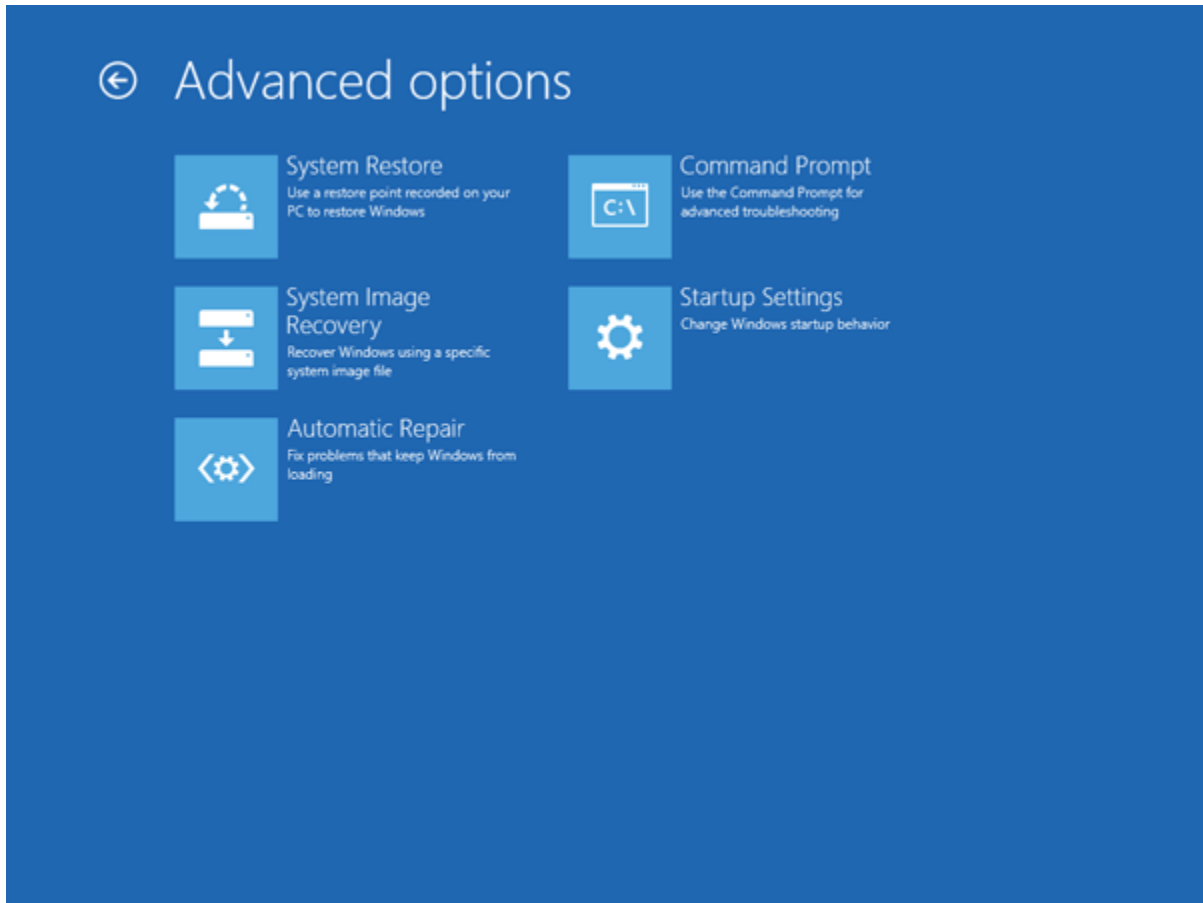 Advanced options
System Restore
Use a restore point recorded on your
PC to restore Windows
System Image
Recovery
Recover Windows using a specific
system image file
Automatic Repair
Fix problems that keep Windows from
loading
C:\
Command Prompt
Use the Command Prompt for
advanced troubleshooting
Startup Settings
Change Windows startup behavior